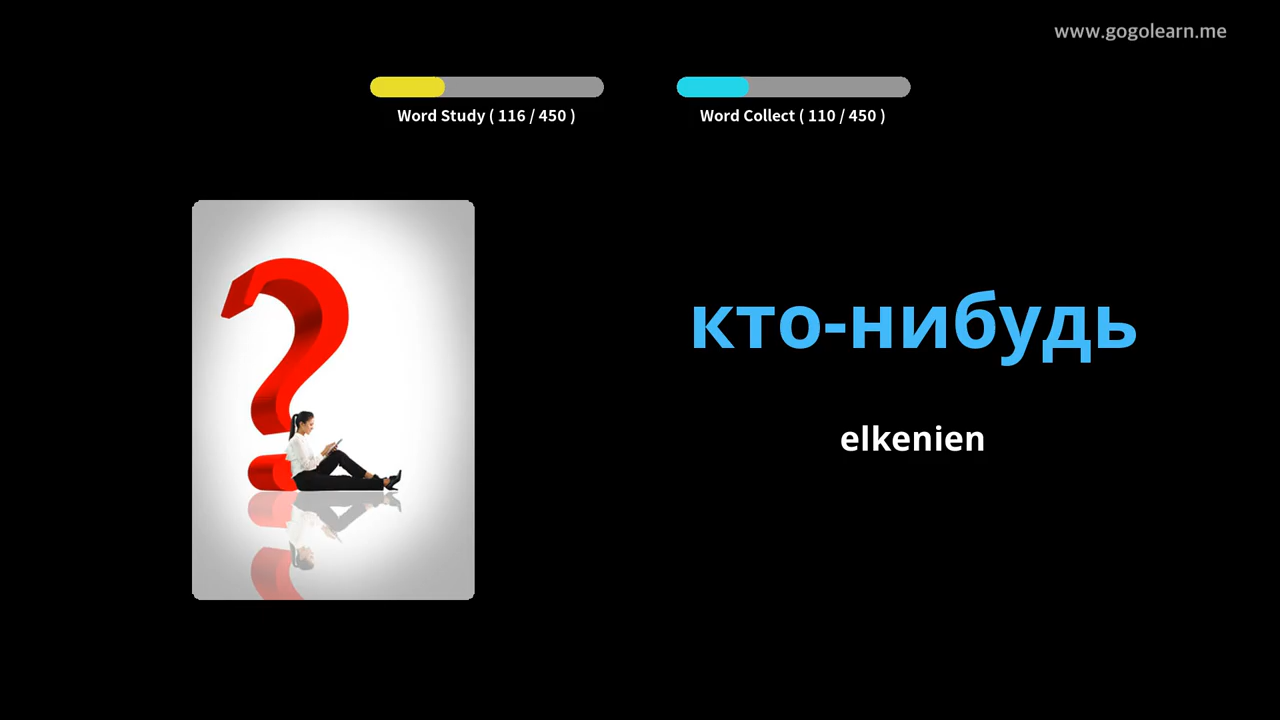 www.gogolearn.me
Word Study ( 116 / 450 )
Word Collect ( 110 / 450 )
кто-нибудь
elkenien